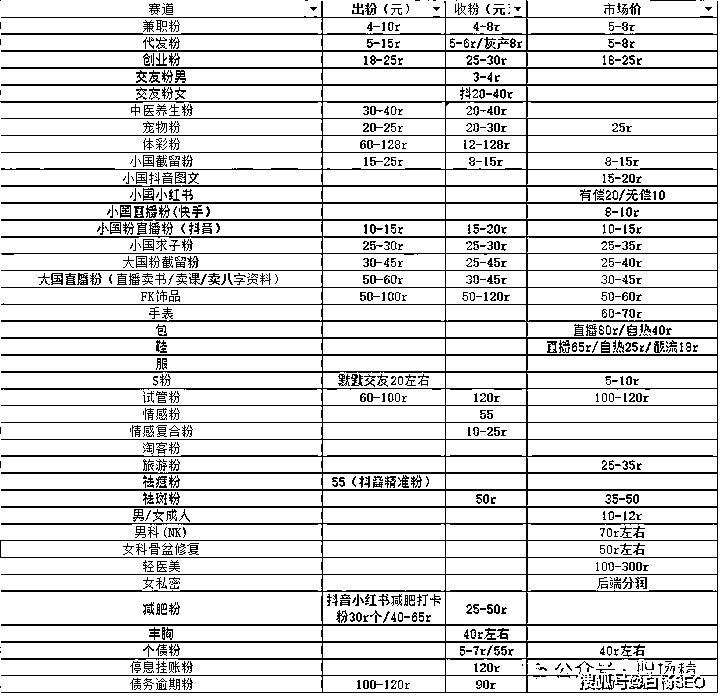 赛道 出粉（元） 收粉（元） 市场价
兼职粉 4-10r 4-8r 5-8r
代发粉 5-15r 5-6r/灰产8r 5-8r
创业粉 18-25r 25-30r 18-25r
交友粉男 3-4r
交友粉女 抖20-40r
中医养生粉 30-40r 20-40r
宠物粉 20-25r 20-30r 25r
体彩粉 60-128r 12-128r
小国截留粉 15-25r 8-15r 8-15r
小国抖音图文 15-20r
小国小红书 有偿20/无偿10
小国直播粉(快手) 8-10r
小国粉直播粉（抖音） 10-15r 15-20r 10-15r
小国求子粉 25-30r 25-30r 25-35r
大国粉截留粉 30-45r 25-45r 25-40r
大国直播粉（直播卖书/卖课/卖八字资料） 50-60r 30-45r 30-45r
FK饰品 50-100r 50-120r 50-60r
手表 60-70r
包 直播80r/自热40r
鞋 直播65r/自热25r/截流18r
服
S粉 默默交友20左右 5-10r
试管粉 60-100r 120r 100-120r
情感粉 55
情感复合粉 10-25r
淘客粉
旅游粉 25-35r
祛痘粉 55（抖音精准粉）
祛斑粉 50r 35-50
男/女成人 10-12r
男科(NK) 70r左右
女科骨盆修复 50r左右
轻医美 100-300r
女私密 后端分润
减肥粉 抖音小红书减肥打卡 25-50r
粉30r个/40-65r
丰胸 40r左右
个债粉 5-7r/55r 40r左右
停息挂账粉 120r
债务逾期粉 100-120r 90r
搜狐号@白杨SEO